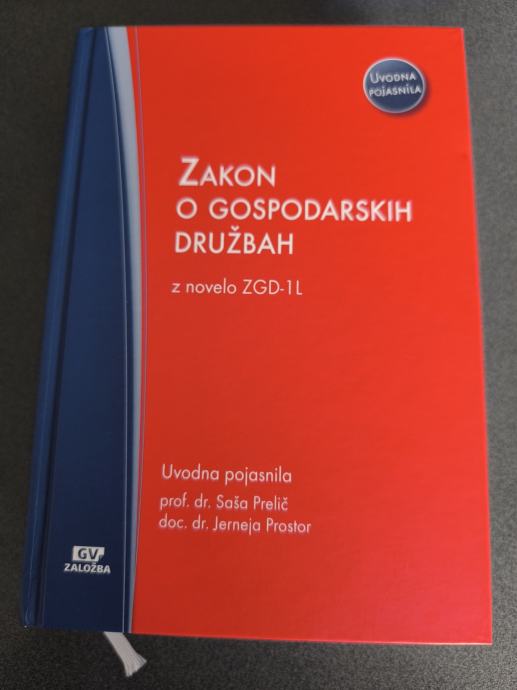 UVODNA
POJASNILA
ZAKON
O GOSPODARSKIH
DRUŽBAH
z novelo ZGD-1L
Uvodna pojasnila
prof. dr. Saša Prelič
doc. dr. Jerneja Prostor
GV
ZALOŽBA